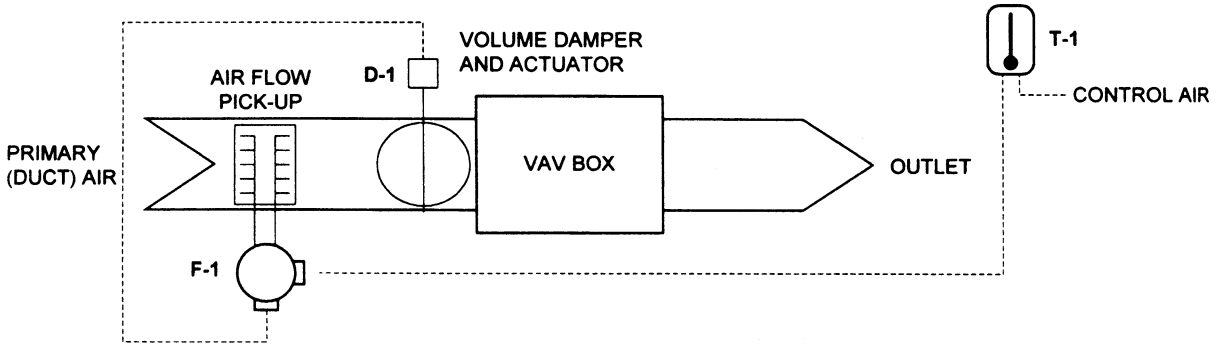 VOLUME DAMPER
AND ACTUATOR
T-1
D-1
AIR FLOW
PICK-UP
CONTROL AIR
PRIMARY
(DUCT) AIR
VAV BOX
OUTLET
F-1